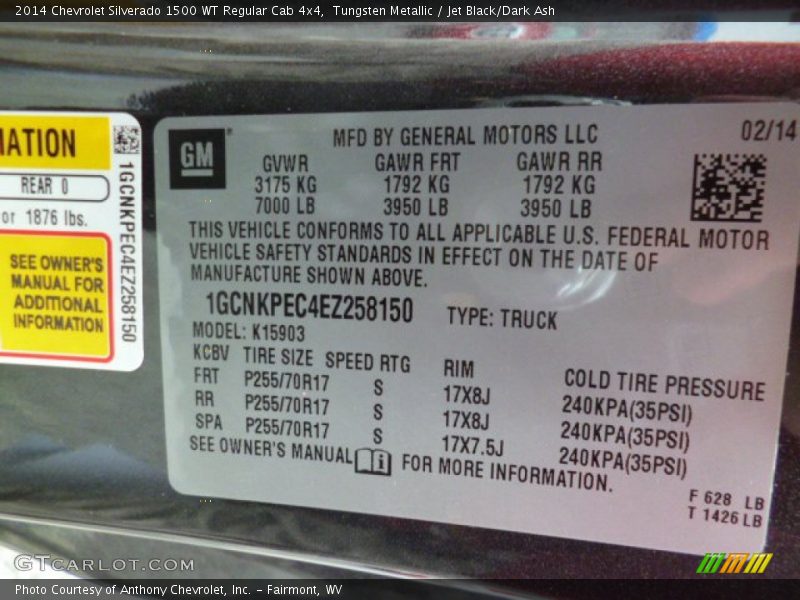 2014 Chevrolet Silverado 1500 WT Regular Cab 4x4, Tungsten Metallic / Jet Black/Dark Ash
MATION
REAR 0
or 1876 lbs.
SEE OWNER'S
MANUAL FOR
ADDITIONAL
INFORMATION
1GCNKPEC4EZ258150
GM
MFD BY GENERAL MOTORS LLC
02/14
GVWR GAWR FRT GAWR RR
3175 KG 1792 KG 1792 KG
7000 LB 3950 LB 3950 LB
THIS VEHICLE CONFORMS TO ALL APPLICABLE U.S. FEDERAL MOTOR
VEHICLE SAFETY STANDARDS IN EFFECT ON THE DATE OF
MANUFACTURE SHOWN ABOVE.
1GCNKPEC4EZ258150 TYPE: TRUCK
MODEL: K15903
KCBV TIRE SIZE SPEED RTG RIM COLD TIRE PRESSURE
FRT P255/70R17 S 17X8J 240KPA(35PSI)
RR P255/70R17 S 17X8J 240KPA(35PSI)
SPA P255/70R17 S 17X7.5J 240KPA(35PSI)
SEE OWNER'S MANUAL FOR MORE INFORMATION.
F 628 LB
T 1426 LB
GTCARLOT.COM
Photo Courtesy of Anthony Chevrolet, Inc. – Fairmont, WV